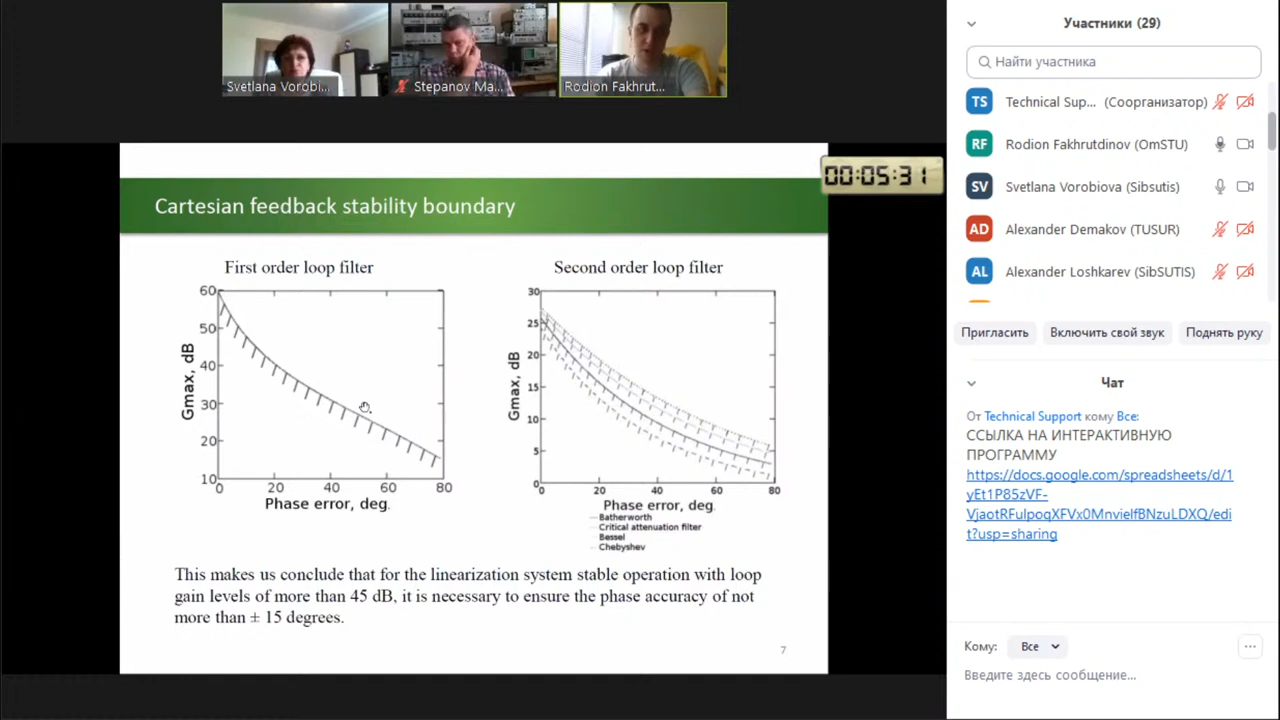 Svetlana Vorobi...
Stepanov Ma...
Rodion Fakhrut...
00:05:31
Cartesian feedback stability boundary
First order loop filter
Second order loop filter
60
50
40
30
20
10
Gmax, dB
0
20
40
60
80
Phase error, deg.
30
25
20
15
10
5
0
Gmax, dB
0
20
40
60
80
Phase error, deg.
Batherworth
Critical attenuation filter
Bessel
Chebyshev
This makes us conclude that for the linearization system stable operation with loop
gain levels of more than 45 dB, it is necessary to ensure the phase accuracy of not
more than ± 15 degrees.
7
Участники (29)
Найти участника
TS Technical Sup... (Соорганизатор)
RF Rodion Fakhrutdinov (OmSTU)
SV Svetlana Vorobiova (Sibsutis)
AD Alexander Demakov (TUSUR)
AL Alexander Loshkarev (SibSUTIS)
Пригласить Включить свой звук Поднять руку
Чат
От Technical Support кому Все:
ССЫЛКА НА ИНТЕРАКТИВНУЮ
ПРОГРАММУ
https://docs.google.com/spreadsheets/d/1
yEt1P85zVF-
VjaotRFulpoqXFVx0MnvielfBNzuLDXQ/edi
t?usp=sharing
Кому: Все
Введите здесь сообщение...